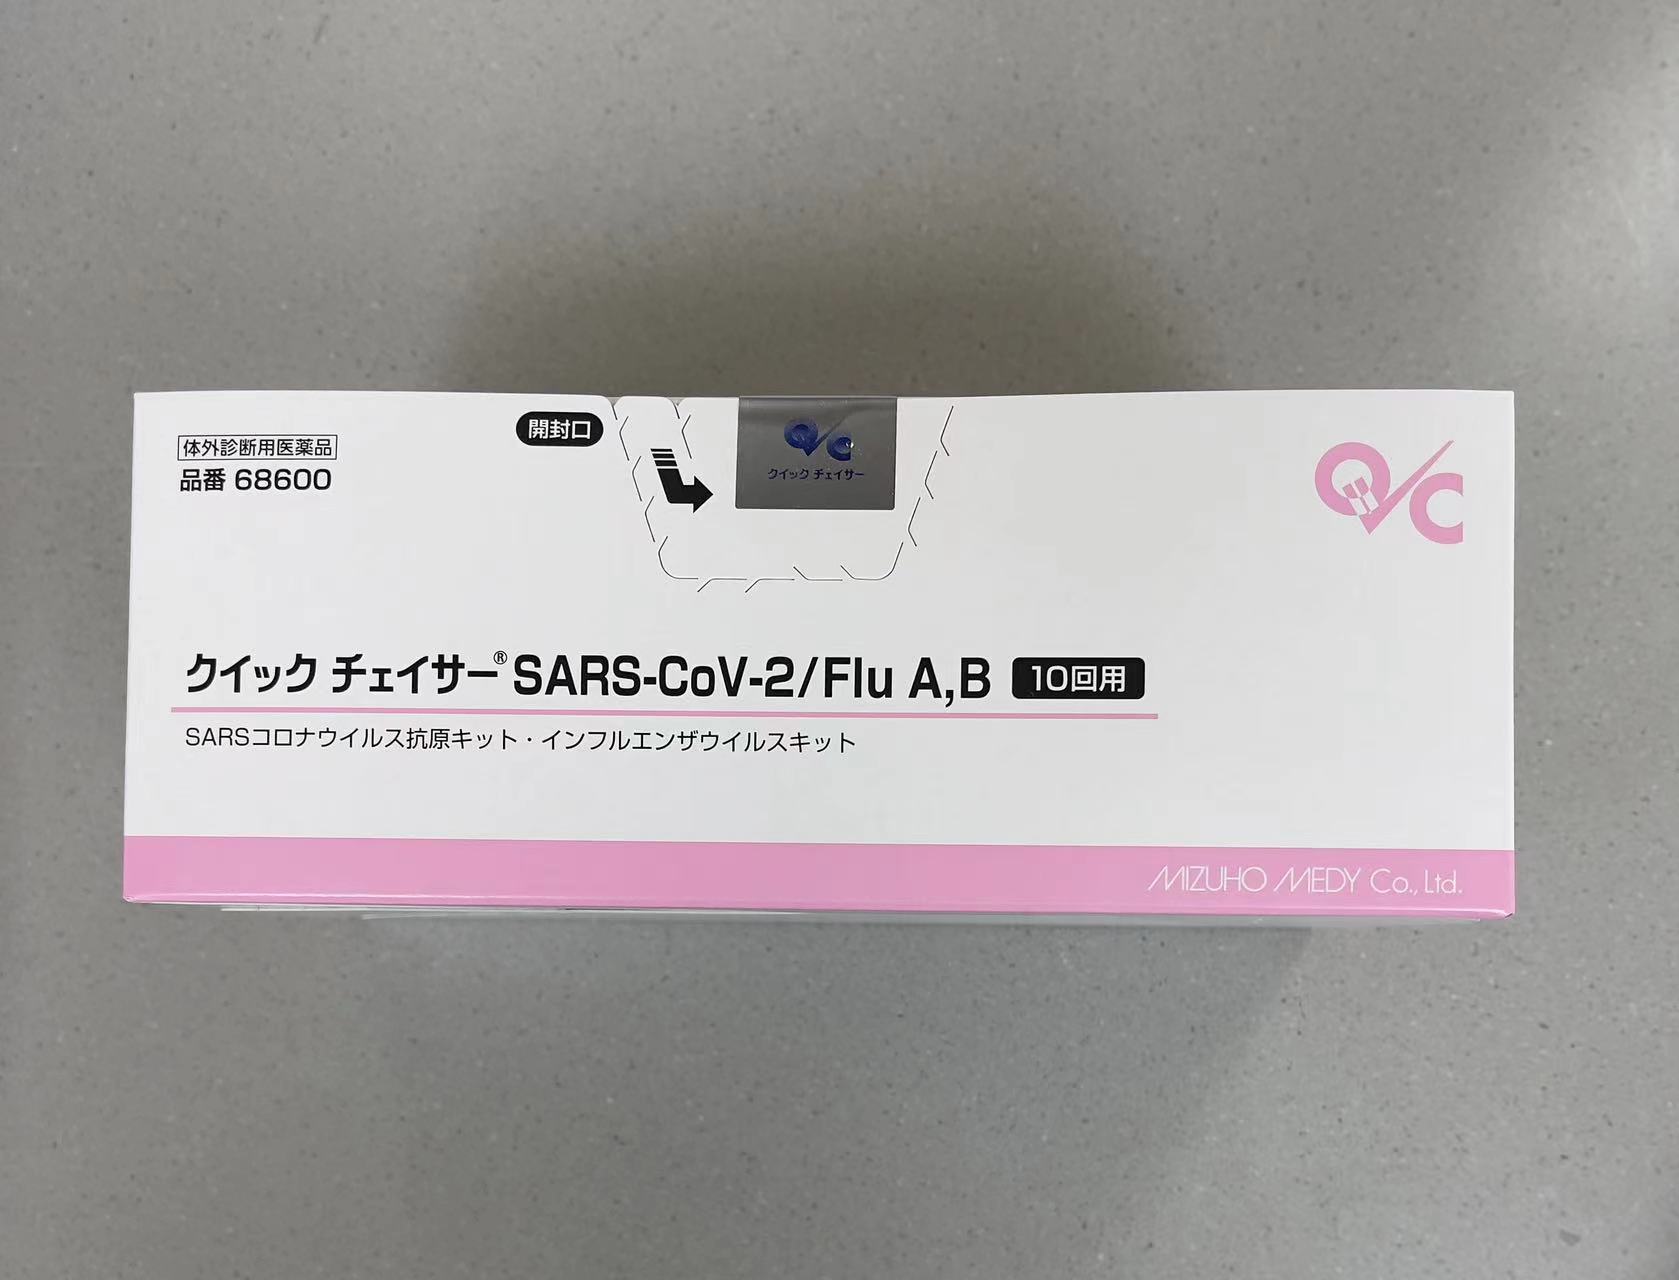 体外診断用医薬品
品番 68600
開封口
QC
クイック チェイサー
QC
クイック チェイサー® SARS-CoV-2/Flu A,B 10回用
SARSコロナウイルス抗原キット・インフルエンザウイルスキット
MIZUHO MEDY Co., Ltd.